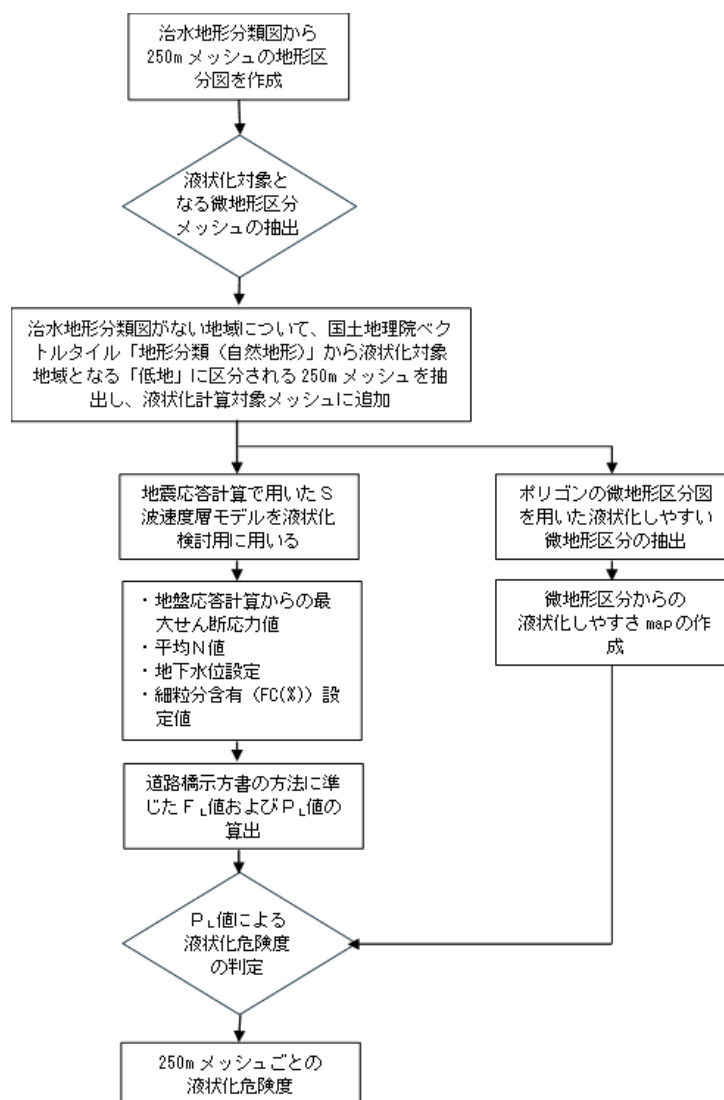 治水地形分類図から
250m メッシュの地形区
分図を作成
液状化対象と
なる微地形区分
メッシュの抽出
治水地形分類図がない地域について、国土地理院ベク
トルタイル「地形分類（自然地形）」から液状化対象
地域となる「低地」に区分される 250m メッシュを抽
出し、液状化計算対象メッシュに追加
地震応答計算で用いた S
波速度層モデルを液状化
検討用に用いる
ポリゴンの微地形区分図
を用いた液状化しやすい
微地形区分の抽出
・地盤応答計算からの最
大せん断応力値
・平均N値
・地下水位設定
・細粒分含有（FC(%)）設
定値
微地形区分からの
液状化しやすさ map の作
成
道路橋示方書の方法に準
じた FL値および PL値の
算出
PL値による
液状化危険度
の判定
250m メッシュごとの
液状化危険度